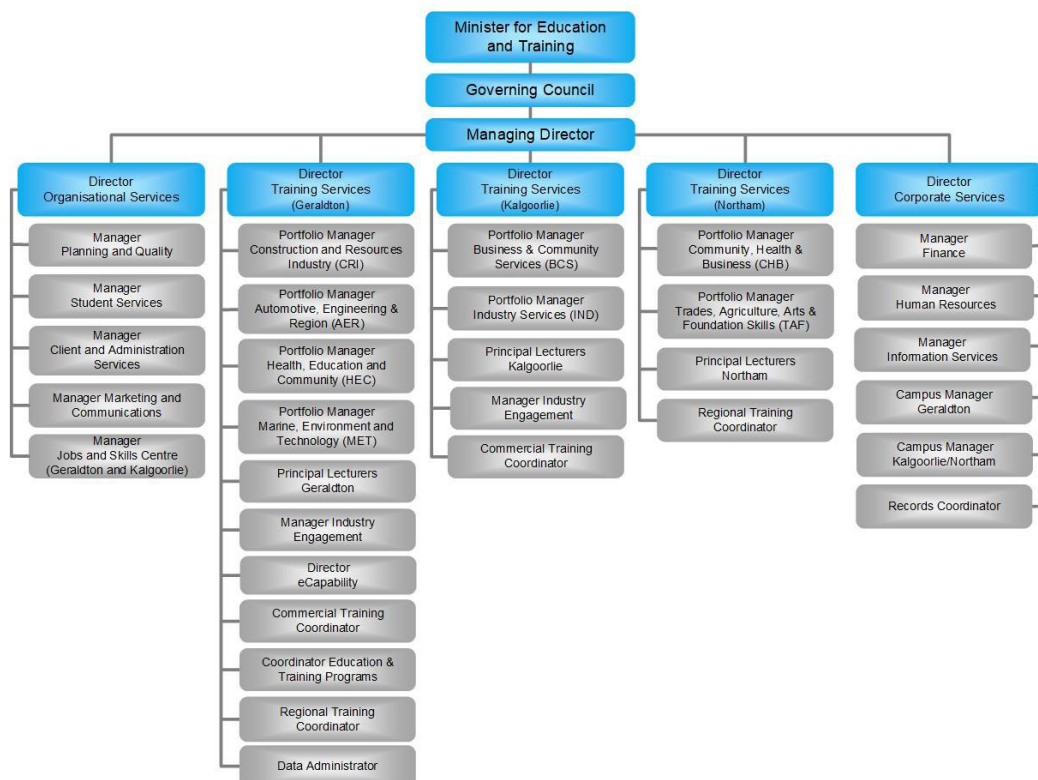 Minister for Education
and Training
Governing Council
Managing Director
Director
Organisational Services
Manager
Planning and Quality
Manager
Student Services
Manager
Client and Administration
Services
Manager Marketing and
Communications
Manager
Jobs and Skills Centre
(Geraldton and Kalgoorlie)
Director
Training Services
(Geraldton)
Portfolio Manager
Construction and Resources
Industry (CRI)
Portfolio Manager
Automotive, Engineering &
Region (AER)
Portfolio Manager
Health, Education and
Community (HEC)
Portfolio Manager
Marine, Environment and
Technology (MET)
Principal Lecturers
Geraldton
Manager Industry
Engagement
Director
eCapability
Commercial Training
Coordinator
Coordinator Education &
Training Programs
Regional Training
Coordinator
Data Administrator
Director
Training Services
(Kalgoorlie)
Portfolio Manager
Business & Community
Services (BCS)
Portfolio Manager
Industry Services (IND)
Principal Lecturers
Kalgoorlie
Manager Industry
Engagement
Commercial Training
Coordinator
Director
Training Services
(Northam)
Portfolio Manager
Community, Health &
Business (CHB)
Portfolio Manager
Trades, Agriculture, Arts &
Foundation Skills (TAF)
Principal Lecturers
Northam
Regional Training
Coordinator
Director
Corporate Services
Manager
Finance
Manager
Human Resources
Manager
Information Services
Campus Manager
Geraldton
Campus Manager
Kalgoorlie/Northam
Records Coordinator